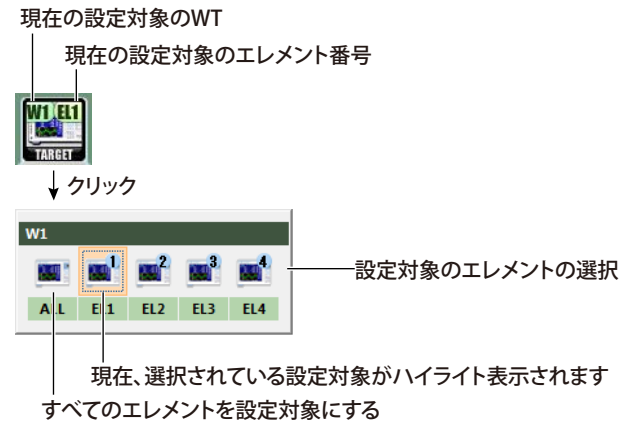 現在の設定対象のWT
現在の設定対象のエレメント番号
W1 EL1
TARGET
クリック
W1
1 2 3 4
設定対象のエレメントの選択
ALL EL1 EL2 EL3 EL4
現在、選択されている設定対象がハイライト表示されます
すべてのエレメントを設定対象にする